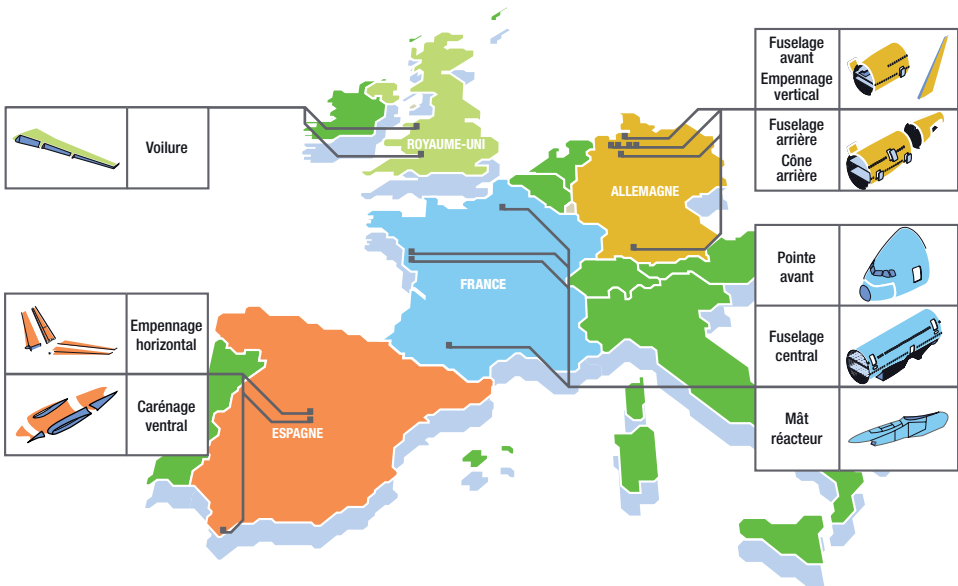 Voilure
ROYAUME-UNI
Fuselage
avant
Empennage
vertical
Fuselage
arrière
Cône
arrière
ALLEMAGNE
Pointe
avant
FRANCE
Fuselage
central
Mât
réacteur
Empennage
horizontal
Carénage
ventral
ESPAGNE